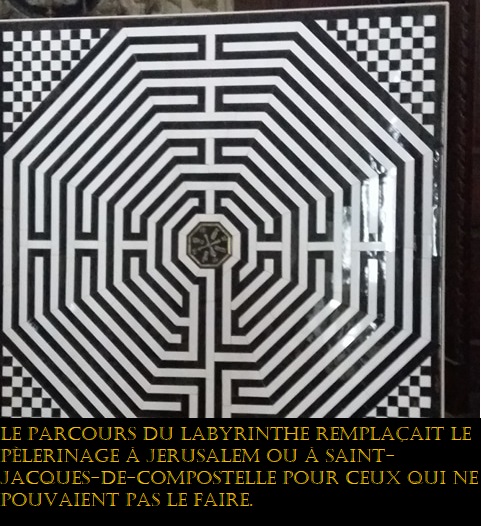 LE PARCOURS DU LABYRINTHE REMPLAÇAIT LE
PÈLERINAGE À JERUSALEM OU À SAINT-
JACQUES-DE-COMPOSTELLE POUR CEUX QUI NE
POUVAIENT PAS LE FAIRE.